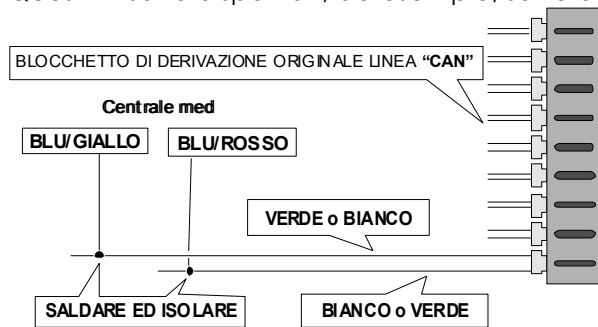 BLOCCHETTO DI DERIVAZIONE ORIGINALE LINEA “CAN”
Centrale med
BLU/GIALLO
BLU/ROSSO
VERDE o BIANCO
SALDARE ED ISOLARE
BIANCO o VERDE